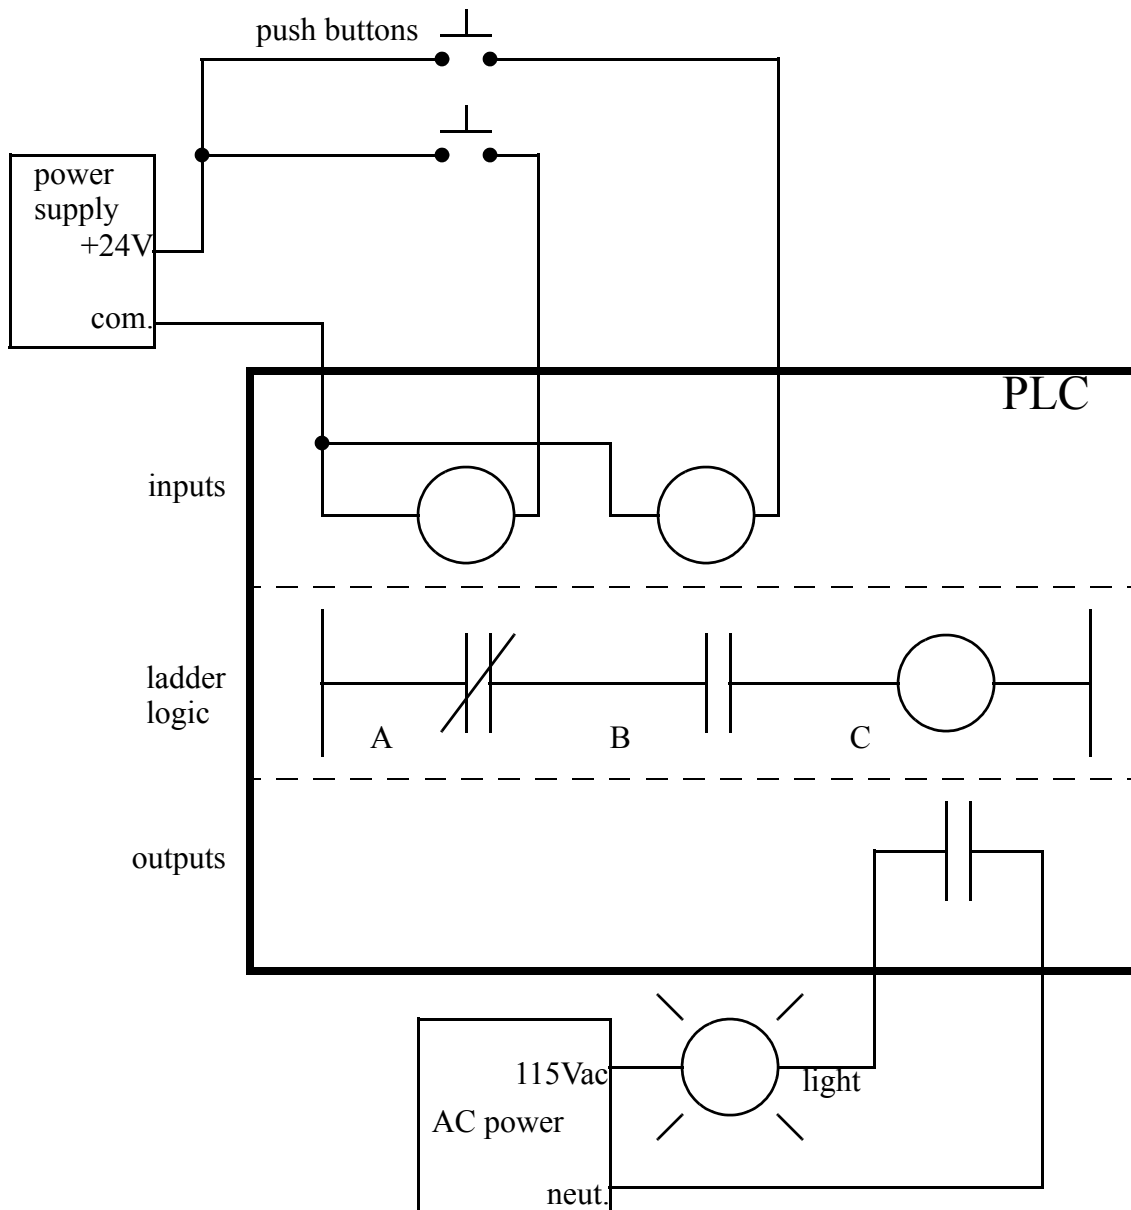 push buttons
power
supply
+24V
com.
PLC
inputs
ladder
logic
A
B
C
outputs
115Vac
light
AC power
neut.